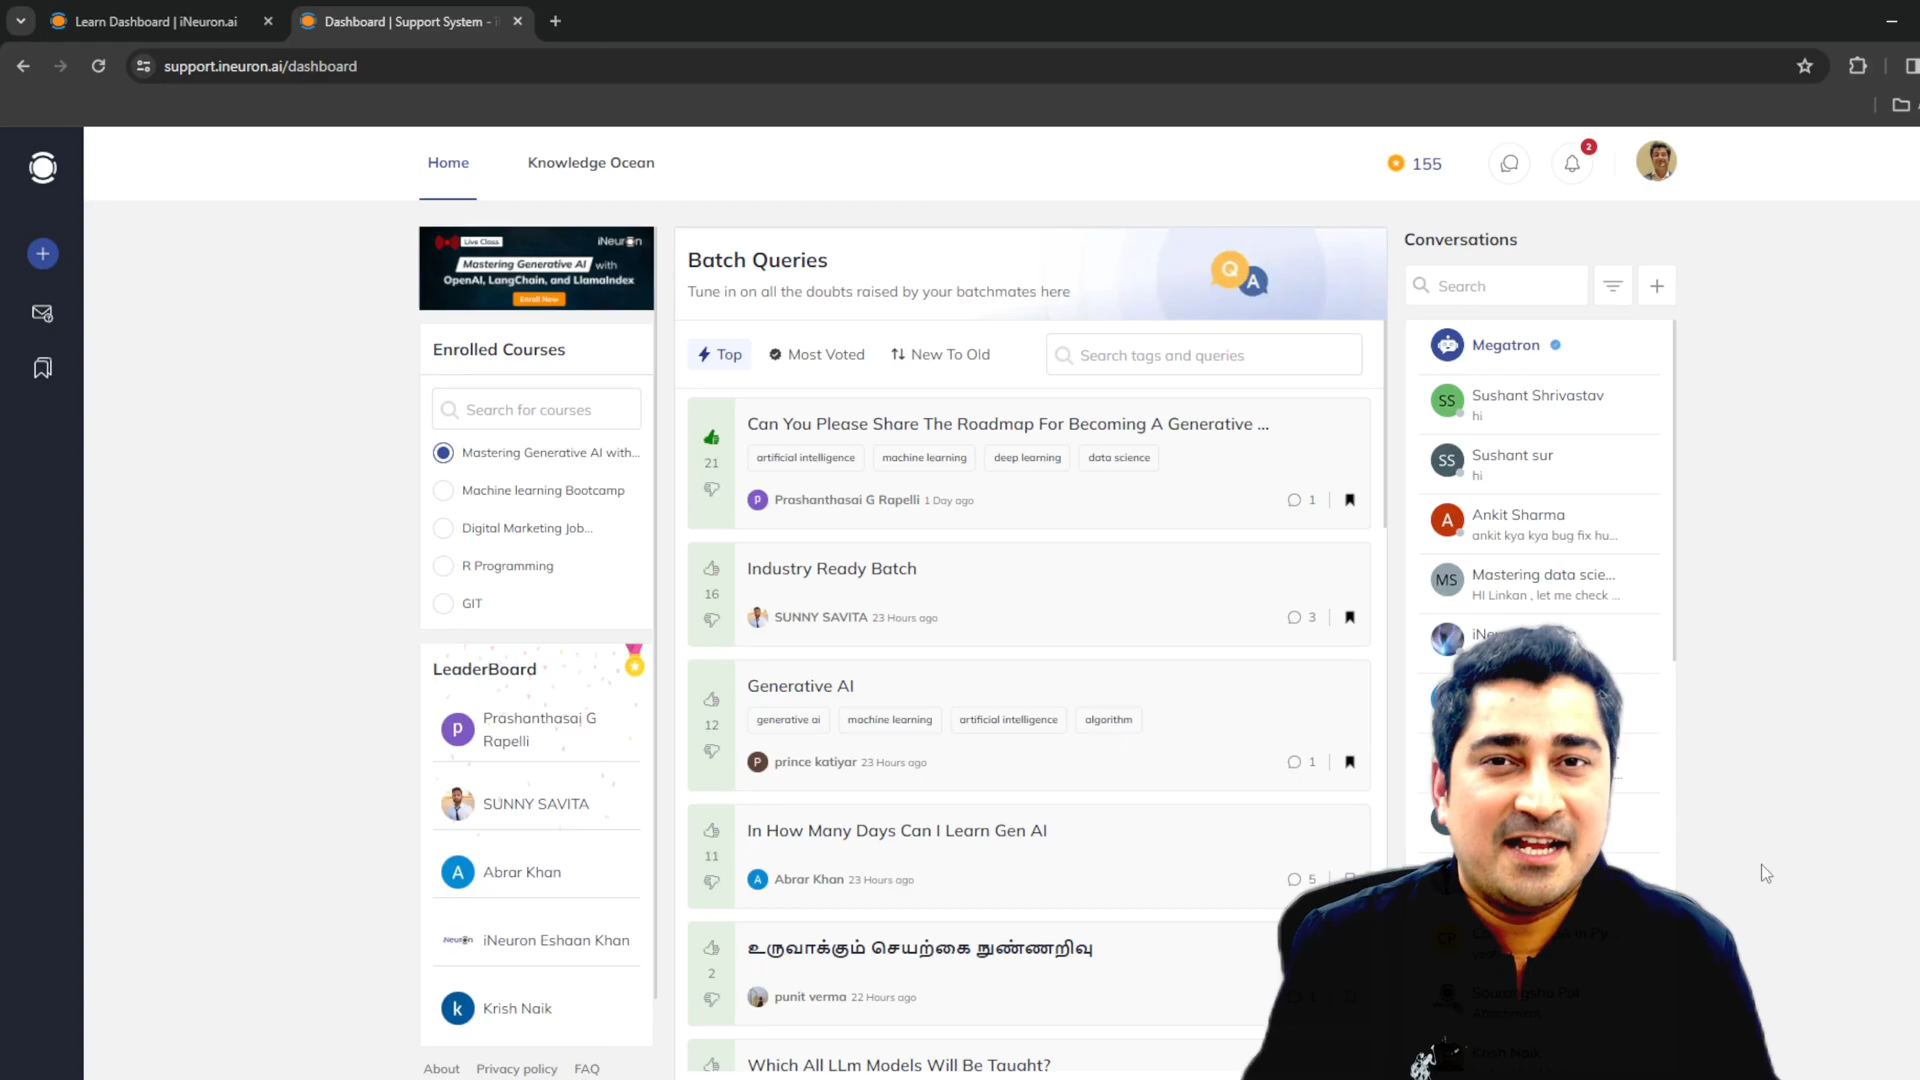 Learn Dashboard | iNeuron.ai
Dashboard | Support System - i
support.ineuron.ai/dashboard
Home
Knowledge Ocean
155
2
Live Class
iNeuron
Mastering Generative AI with
OpenAI, LangChain, and LlamaIndex
Enroll Now
Enrolled Courses
Search for courses
Mastering Generative AI with...
Machine learning Bootcamp
Digital Marketing Job...
R Programming
GIT
LeaderBoard
P
Prashanthasai G
Rapelli
SUNNY SAVITA
A
Abrar Khan
iNeuron
iNeuron Eshaan Khan
k
Krish Naik
About
Privacy policy
FAQ
Batch Queries
Tune in on all the doubts raised by your batchmates here
Q
A
Top
Most Voted
New To Old
Search tags and queries
Can You Please Share The Roadmap For Becoming A Generative ...
21
artificial intelligence
machine learning
deep learning
data science
P
Prashanthasai G Rapelli 1 Day ago
1
Industry Ready Batch
16
SUNNY SAVITA 23 Hours ago
3
Generative AI
12
generative ai
machine learning
artificial intelligence
algorithm
P
prince katiyar 23 Hours ago
1
In How Many Days Can I Learn Gen AI
11
A
Abrar Khan 23 Hours ago
5
உருவாக்கும் செயற்கை நுண்ணறிவு
2
punit verma 22 Hours ago
1
Which All LLm Models Will Be Taught?
Conversations
Search
Megatron
SS
Sushant Shrivastav
hi
SS
Sushant sur
hi
A
Ankit Sharma
ankit kya kya bug fix hu...
MS
Mastering data scie...
HI Linkan , let me check ...
CP
Krish Naik